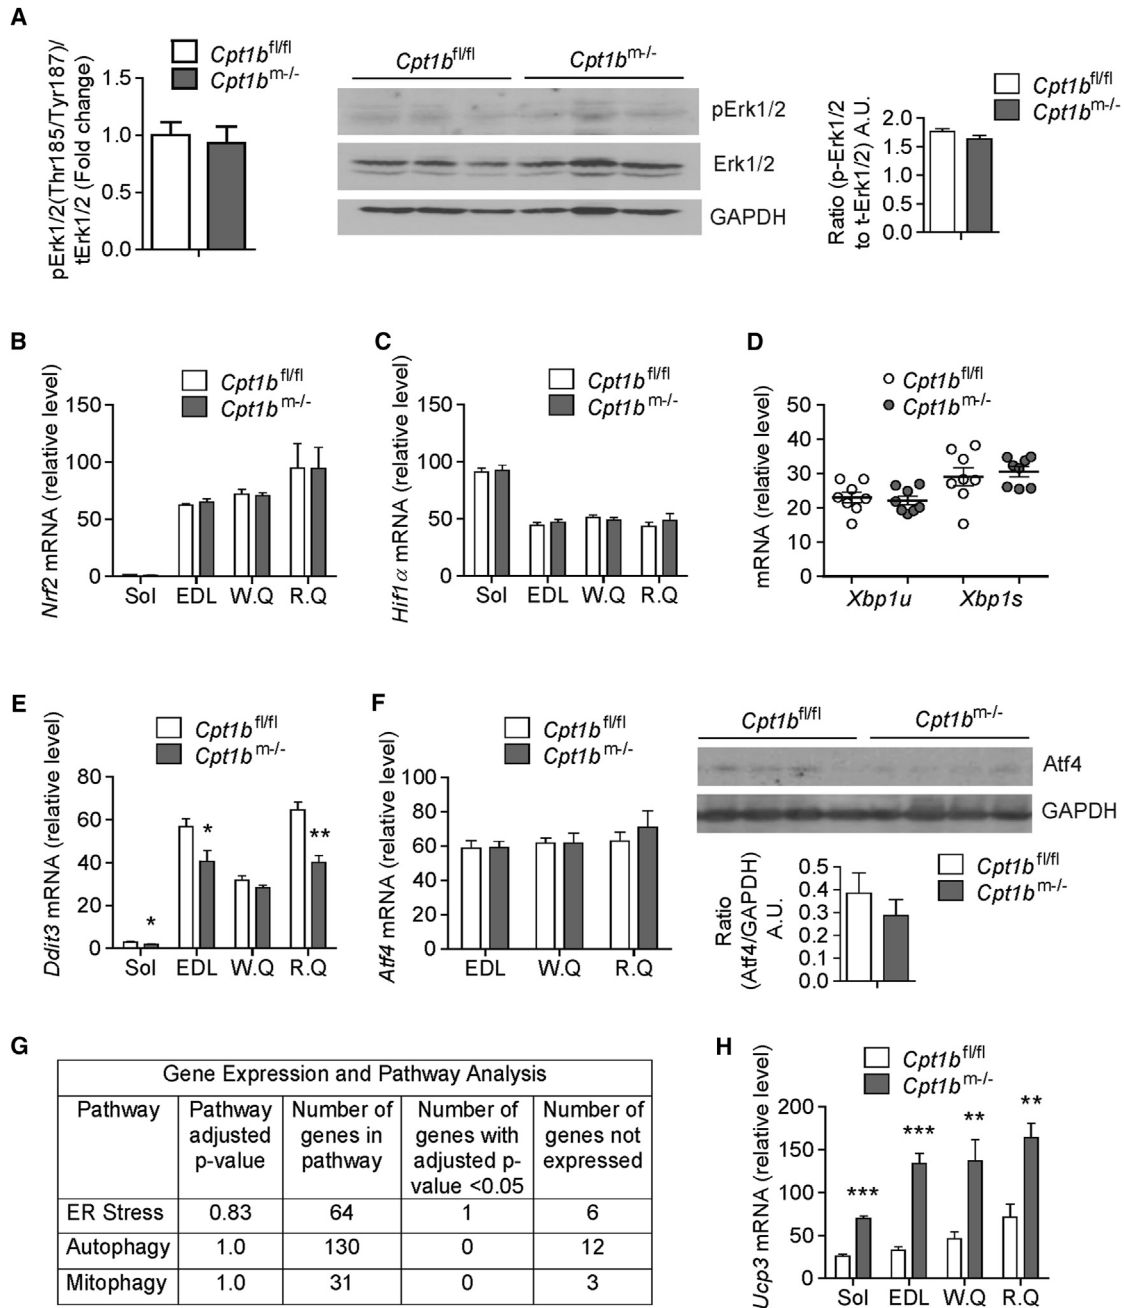 A
pErk1/2(Thr185/Tyr187)/
tErk1/2 (Fold change)
1.5
1.0
0.5
0.0
Cpt1b fl/fl
Cpt1b m-/-
Cpt1b fl/fl
Cpt1b m-/-
pErk1/2
Erk1/2
GAPDH
Cpt1b fl/fl
Cpt1b m-/-
Ratio (p-Erk1/2
to t-Erk1/2) A.U.
2.0
1.5
1.0
0.5
0.0
B
Nrf2 mRNA (relative level)
Cpt1b fl/fl
Cpt1b m-/-
150
100
50
0
Sol EDL W.Q R.Q
C
Hif1α mRNA (relative level)
Cpt1b fl/fl
Cpt1b m-/-
150
100
50
0
Sol EDL W.Q R.Q
D
mRNA (relative level)
Cpt1b fl/fl
Cpt1b m-/-
50
40
30
20
10
0
Xbp1u Xbp1s
E
Ddit3 mRNA (relative level)
Cpt1b fl/fl
Cpt1b m-/-
80
60
40
20
0
* * **
Sol EDL W.Q R.Q
F
Atf4 mRNA (relative level)
Cpt1b fl/fl
Cpt1b m-/-
100
80
60
40
20
0
EDL W.Q R.Q
Cpt1b fl/fl
Cpt1b m-/-
Atf4
GAPDH
Ratio
(Atf4/GAPDH)
A.U.
0.5
0.4
0.3
0.2
0.1
0.0
Cpt1b fl/fl
Cpt1b m-/-
G
Gene Expression and Pathway Analysis
Pathway Pathway Number of Number of Number of
adjusted genes in genes with genes not
p-value pathway adjusted p- expressed
value <0.05
ER Stress 0.83 64 1 6
Autophagy 1.0 130 0 12
Mitophagy 1.0 31 0 3
H
Ucp3 mRNA (relative level)
Cpt1b fl/fl
Cpt1b m-/-
200
150
100
50
0
*** *** ** **
Sol EDL W.Q R.Q